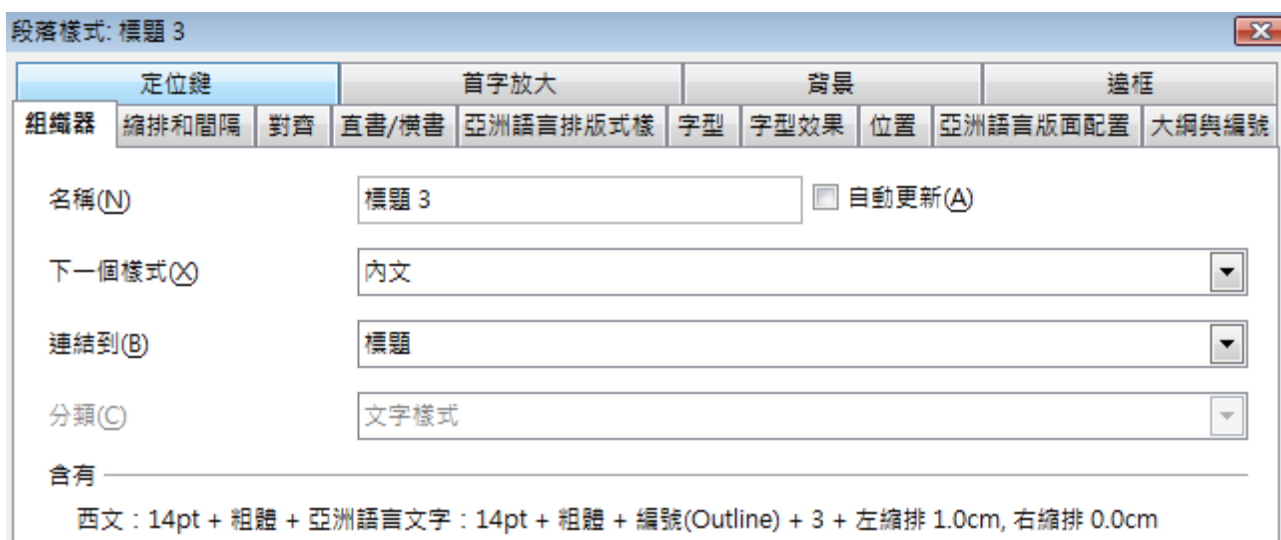 段落樣式: 標題 3
定位鍵 首字放大 背景 邊框
組織器 縮排和間隔 對齊 直書/橫書 亞洲語言排版式樣 字型 字型效果 位置 亞洲語言版面配置 大綱與編號
名稱(N) 標題 3 自動更新(A)
下一個樣式(X) 內文
連結到(B) 標題
分類(C) 文字樣式
含有
西文：14pt + 粗體 + 亞洲語言文字：14pt + 粗體 + 編號(Outline) + 3 + 左縮排 1.0cm, 右縮排 0.0cm